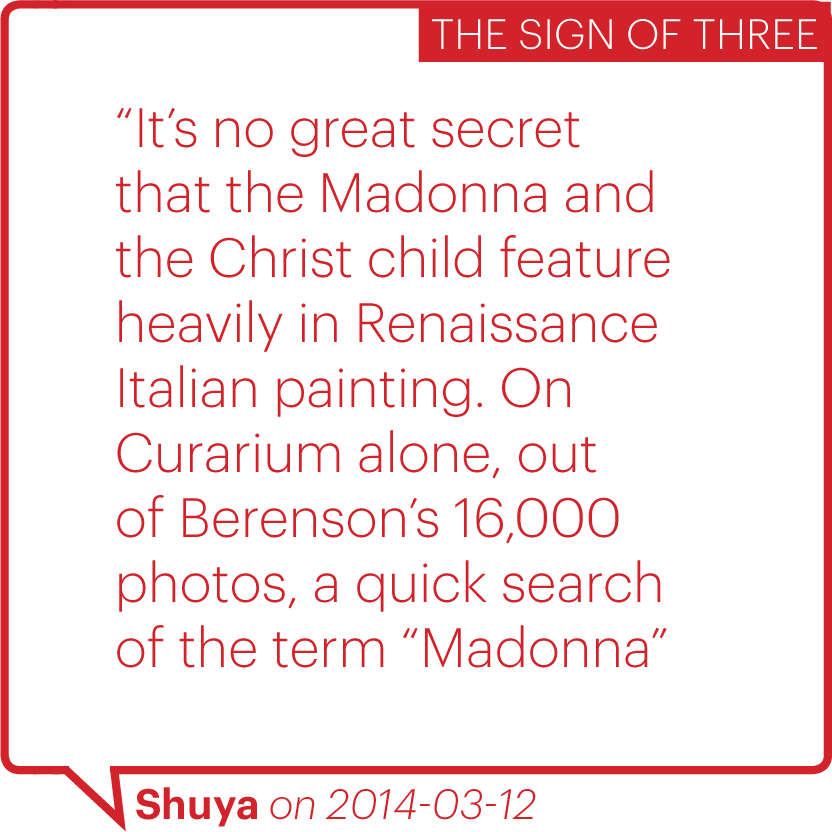 THE SIGN OF THREE
“It’s no great secret
that the Madonna and
the Christ child feature
heavily in Renaissance
Italian painting. On
Curarium alone, out
of Berenson’s 16,000
photos, a quick search
of the term “Madonna”
Shuya on 2014-03-12